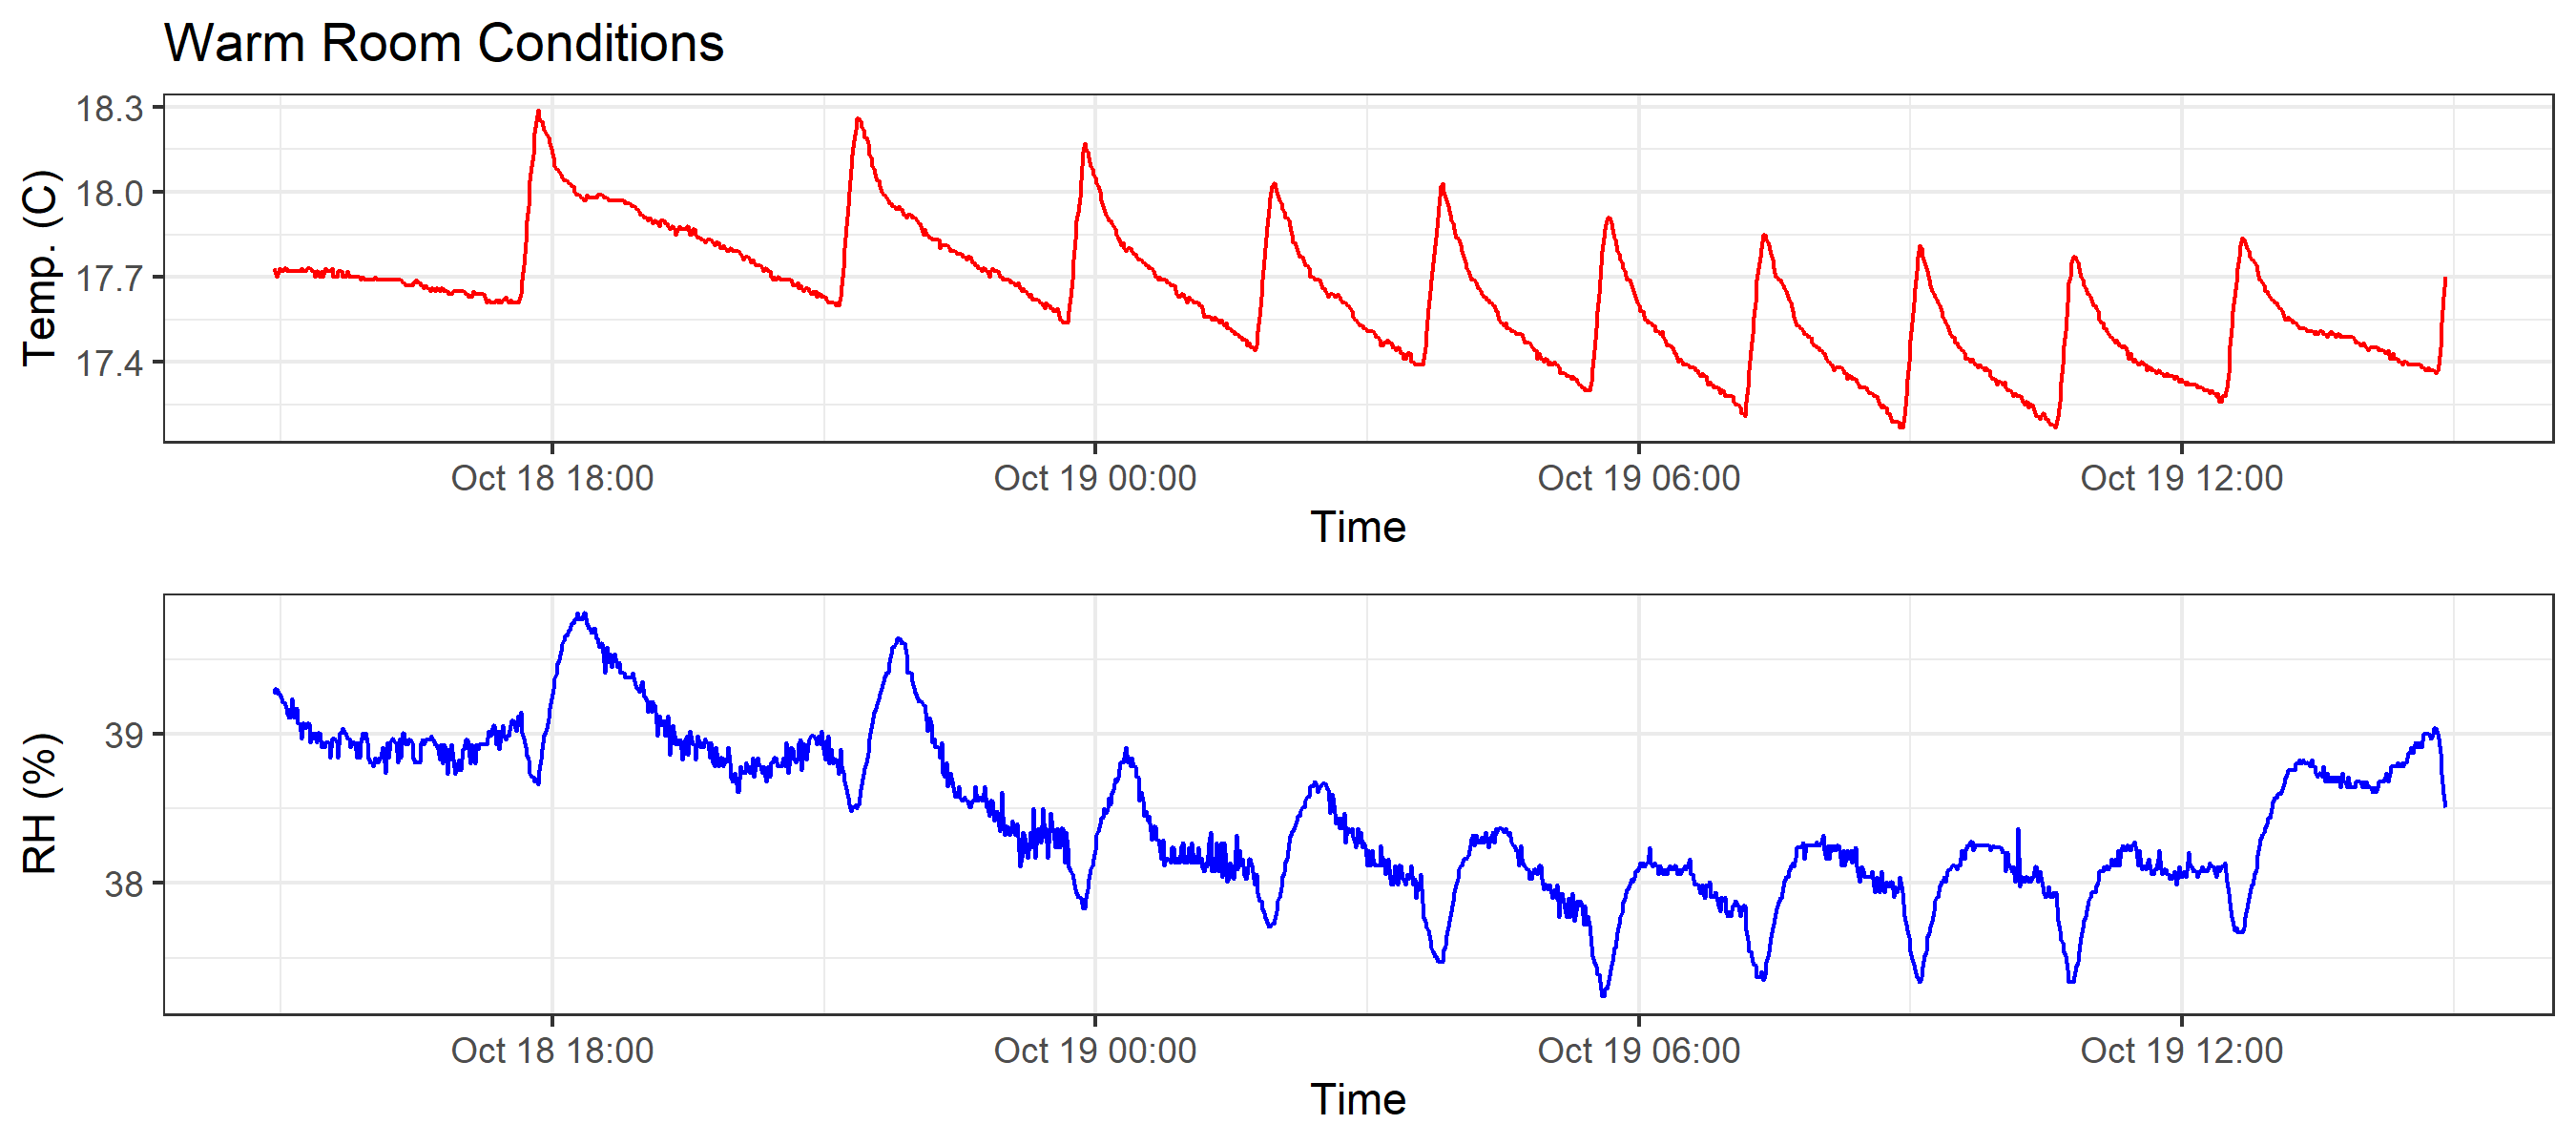 Warm Room Conditions
Temp. (C)
18.3
18.0
17.7
17.4
Oct 18 18:00 Oct 19 00:00 Oct 19 06:00 Oct 19 12:00
Time
RH (%)
39
38
Oct 18 18:00 Oct 19 00:00 Oct 19 06:00 Oct 19 12:00
Time